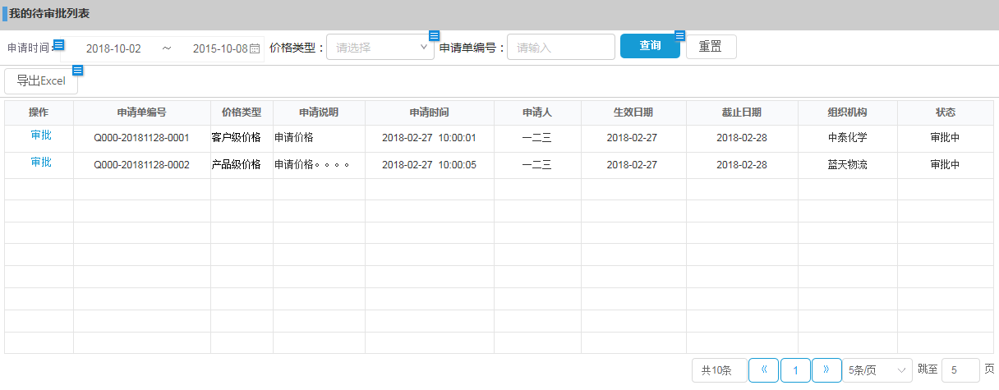 我的待审批列表
申请时间: 2018-10-02 ~ 2015-10-08 价格类型: 请选择 申请单编号: 请输入 查询 重置
导出Excel
操作 申请单编号 价格类型 申请说明 申请时间 申请人 生效日期 截止日期 组织机构 状态
审批 Q000-20181128-0001 客户级价格 申请价格 2018-02-27 10:00:01 一二三 2018-02-27 2018-02-28 中泰化学 审批中
审批 Q000-20181128-0002 产品级价格 申请价格。。。。 2018-02-27 10:00:05 一二三 2018-02-27 2018-02-28 蓝天物流 审批中
共10条 《 1 》 5条/页 跳至 5 页